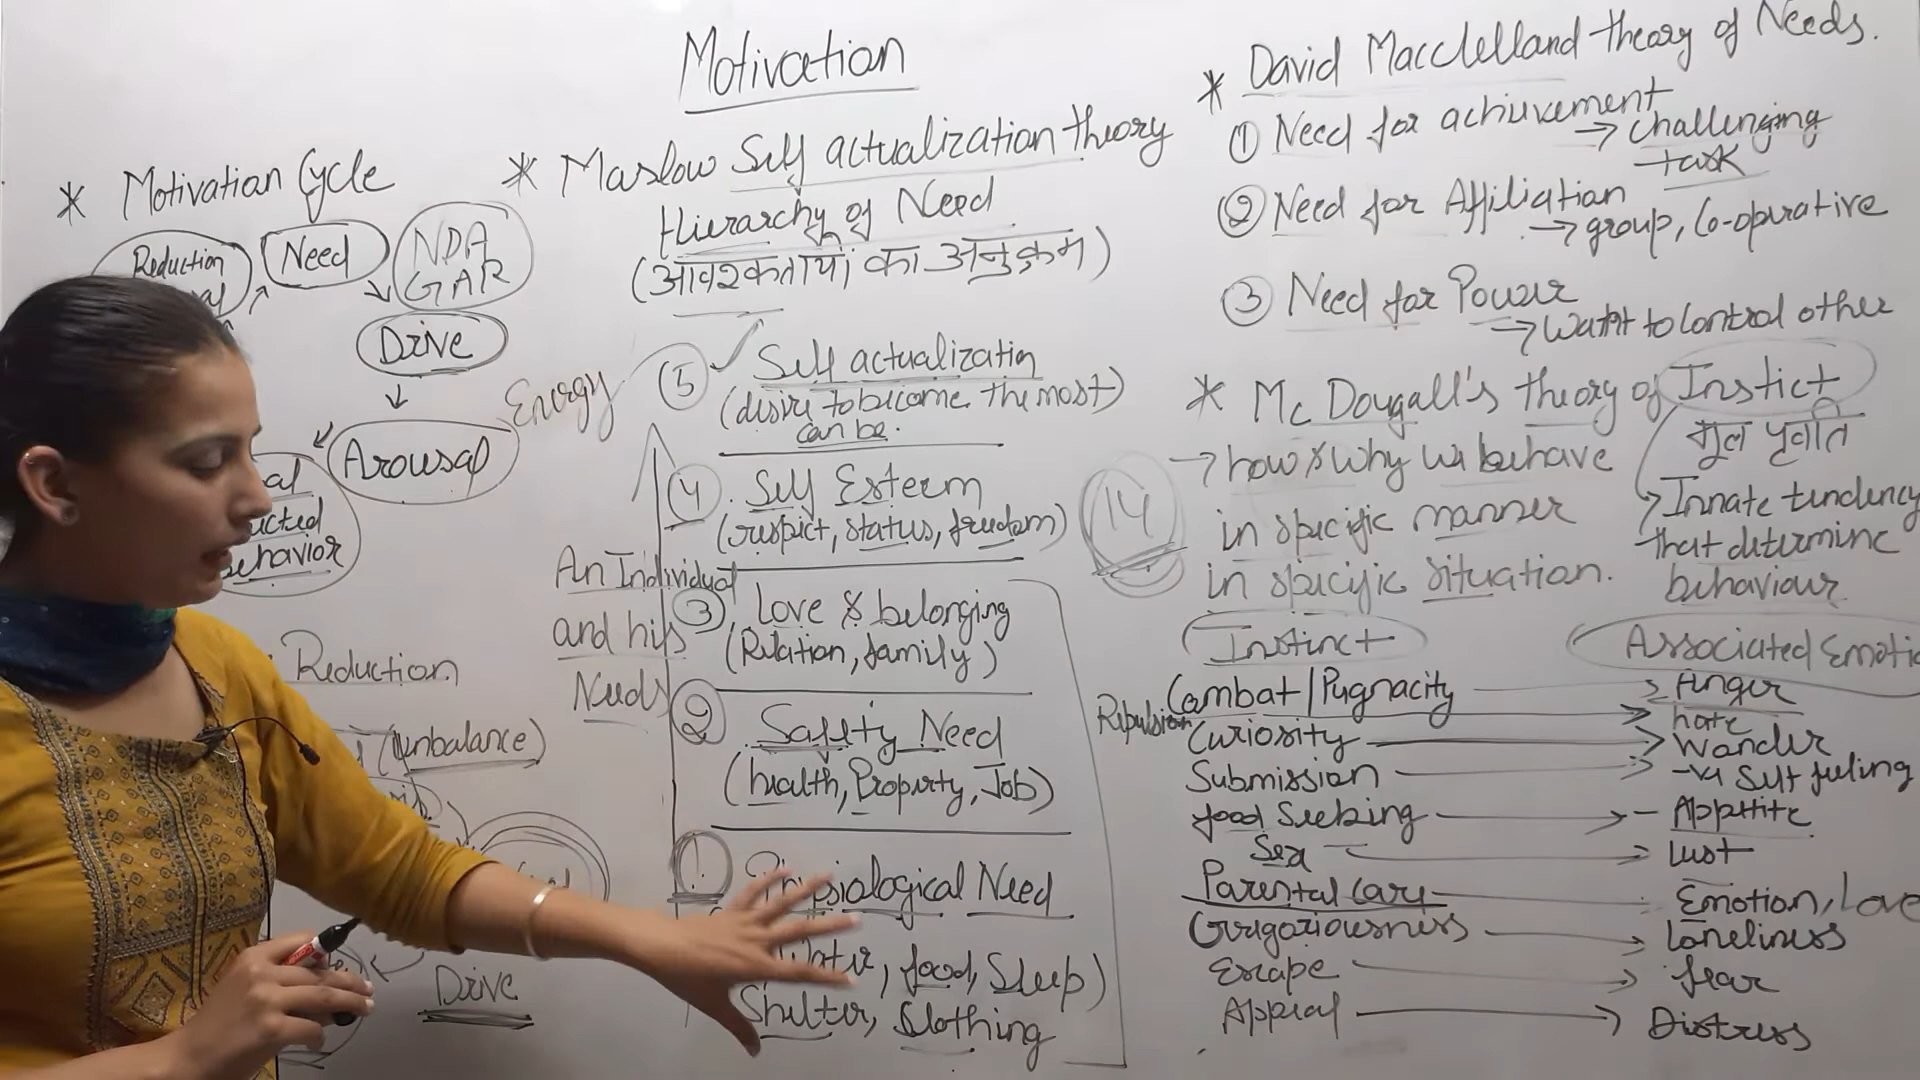 Motivation
* Motivation Cycle
Reduction
Need
NDA
GAR
Drive
Arousal
Energy
ucted
behavior
Reduction
(unbalance)
Drive
* Maslow Self actualization theory
Hierarchy of Need
(आवश्कतायां का अनुक्रम)
5 Self actualization
(desire to become the most
can be.
4. Self Esteem
(respect, status, freedom)
An Individual
and his
Needs
3. Love & belonging
(Relation, family)
2 Safety Need
(health, Property, Job)
1. Physiological Need
Water, food, Sleep)
Shelter, Clothing
* David Macclelland theory of Needs.
① Need for achievement
→ Challenging
task
② Need for Affiliation
→ group, Co-operative
③ Need for Power
→ Want to Control other
* Mc Dougall's theory of Instict
मुल प्रवृति
→ how & why we behave
in specific manner
in specific situation.
14
→ Innate tendency
that determine
behaviour.
Instinct Associated Emotio
Combat/Pugnacity → Anger
Repulsion → hate
Curiosity → Wonder
Submission → -ve Self feeling
food Seeking → - Appetite
Sex → Lust
Parental Care Emotion, Love
Gregariousness → Loneliness
Escape → fear
Appeal → Distress